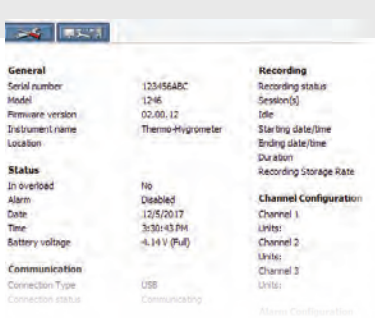 General
Serial number 123456ABC
Model 1246
Firmware version 02.00.12
Instrument name Thermo-Hygrometer
Location
Status
In overload No
Alarm Disabled
Date 12/5/2017
Time 3:30:43 PM
Battery voltage 4.14 V (Full)
Communication
Connection Type USB
Connection status Communicating
Recording
Recording status
Session(s)
Idle
Starting date/time
Ending date/time
Duration
Recording Storage Rate
Channel Configuration
Channel 1
Units:
Channel 2
Units:
Channel 3
Units:
Alarm Configuration